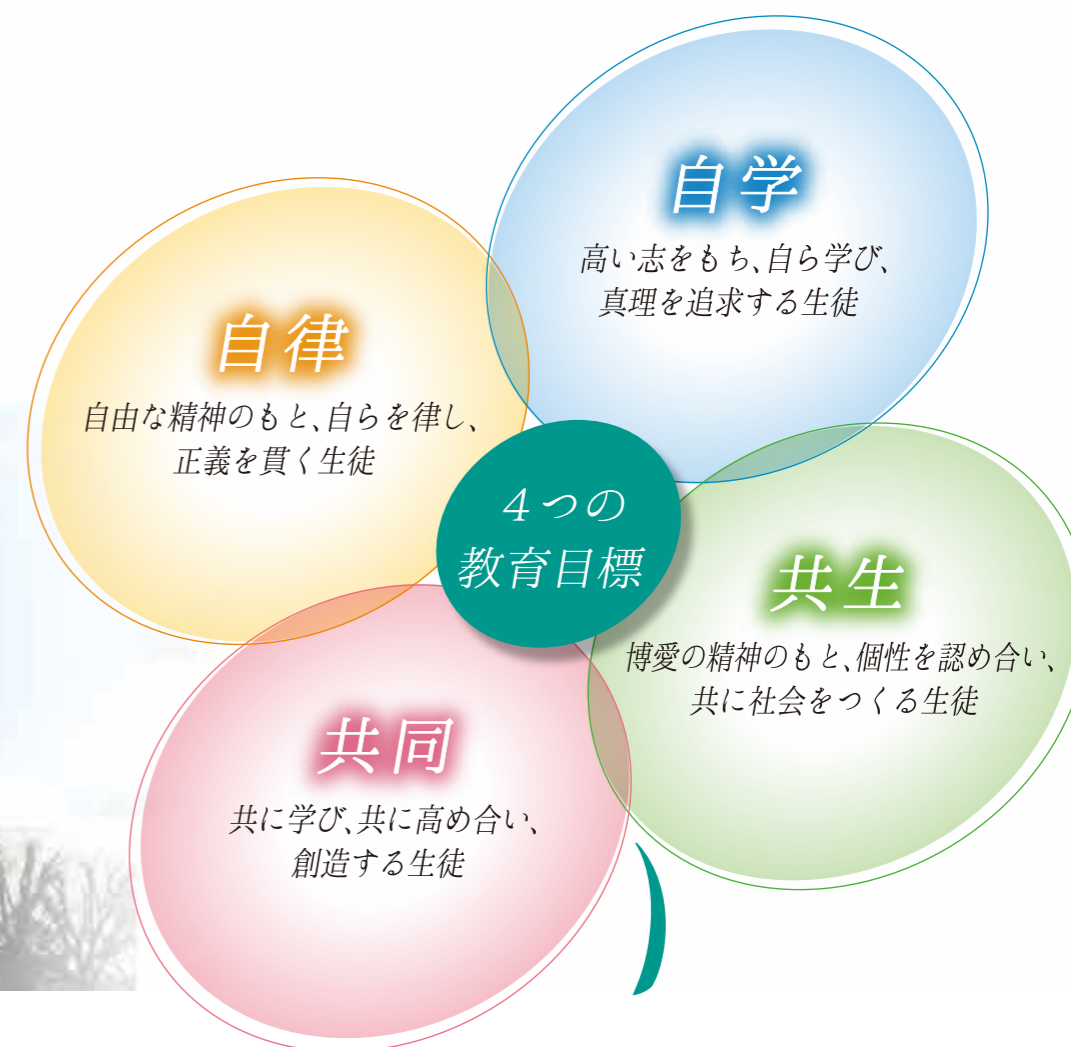 自学
高い志をもち、自ら学び、
真理を追求する生徒
自律
自由な精神のもと、自らを律し、
正義を貫く生徒
4つの
教育目標
共生
博愛の精神のもと、個性を認め合い、
共に社会をつくる生徒
共同
共に学び、共に高め合い、
創造する生徒